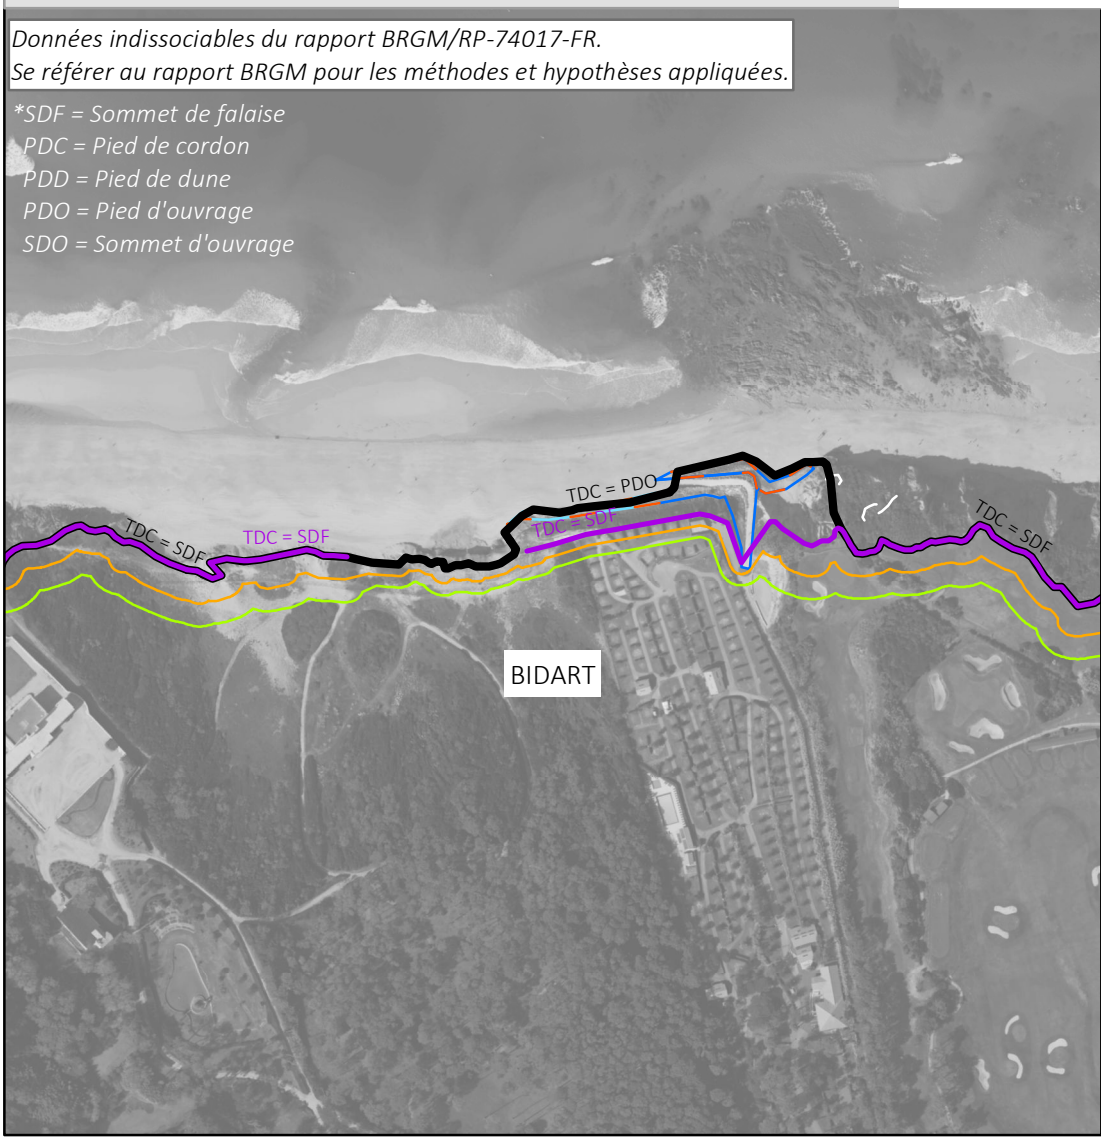 Données indissociables du rapport BRGM/RP-74017-FR.
Se référer au rapport BRGM pour les méthodes et hypothèses appliquées.
*SDF = Sommet de falaise
PDC = Pied de cordon
PDD = Pied de dune
PDO = Pied d'ouvrage
SDO = Sommet d'ouvrage
TDC = PDO
TDC = SDF
TDC = SDF
TDC = SDF
TDC = SDF
BIDART